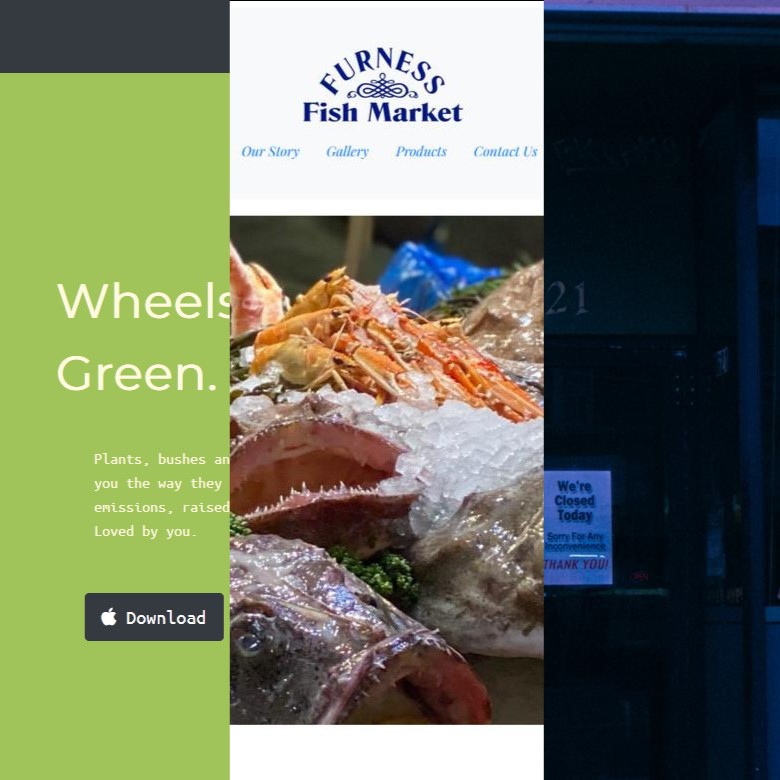 Wheels
Green.
Plants, bushes an
you the way they
emissions, raised
Loved by you.
Download
FURNESS
Fish Market
Our Story
Gallery
Products
Contact Us
21
We're
Closed
Today
Sorry For Any
Inconvenience
THANK YOU!